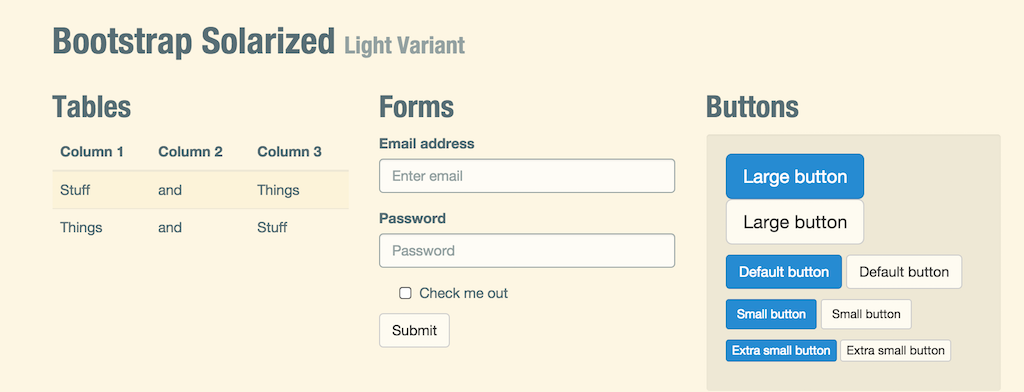 Bootstrap Solarized Light Variant
Tables
Column 1 Column 2 Column 3
Stuff and Things
Things and Stuff
Forms
Email address
Enter email
Password
Password
Check me out
Submit
Buttons
Large button
Large button
Default button Default button
Small button Small button
Extra small button Extra small button